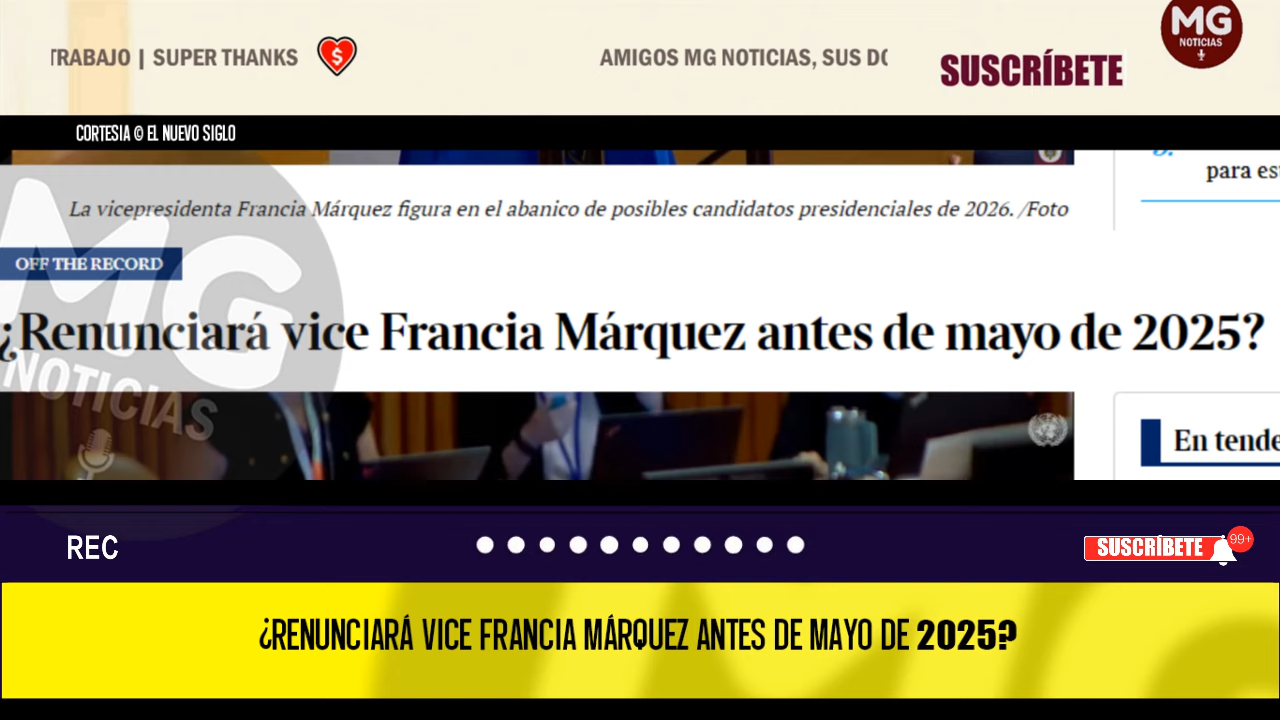 TRABAJO | SUPER THANKS
$
AMIGOS MG NOTICIAS, SUS DO
SUSCRÍBETE
MG
NOTICIAS
CORTESIA © EL NUEVO SIGLO
para es
La vicepresidenta Francia Márquez figura en el abanico de posibles candidatos presidenciales de 2026. /Foto
OFF THE RECORD
¿Renunciará vice Francia Márquez antes de mayo de 2025?
MG
NOTICIAS
En tende
REC
SUSCRÍBETE
99+
¿RENUNCIARÁ VICE FRANCIA MÁRQUEZ ANTES DE MAYO DE 2025?